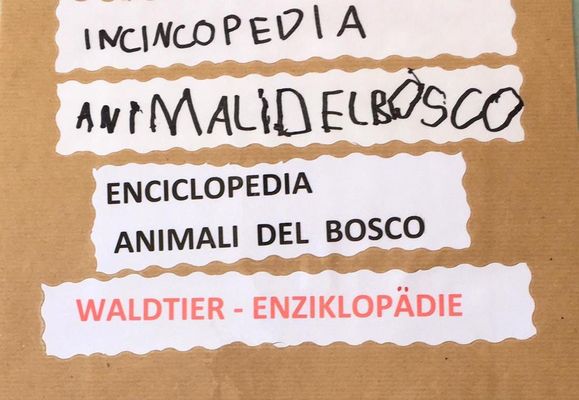 INCINCOPEDIA
ANIMALIDELBOSCO
ENCICLOPEDIA
ANIMALI DEL BOSCO
WALDTIER - ENZIKLOPÄDIE